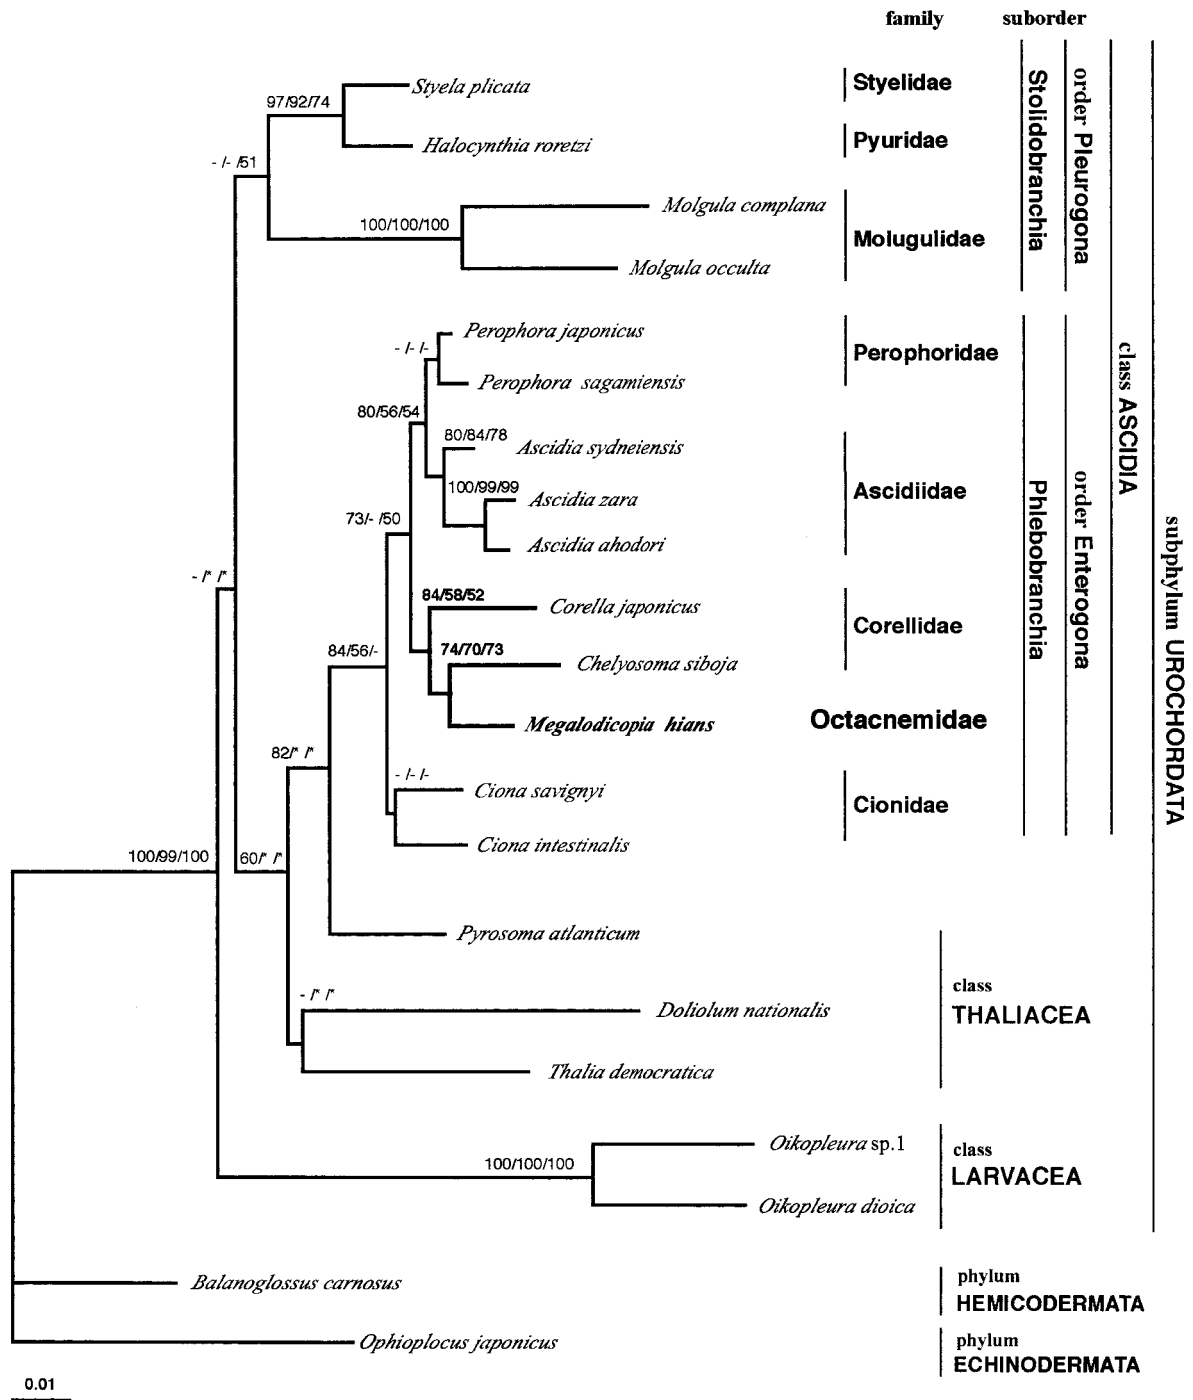 family suborder
Styela plicata
97/92/74
Styelidae
Halocynthia roretzi
Pyuridae
- /- /51
Molgula complana
100/100/100
Molugulidae
Molgula occulta
Stolidobranchia
order Pleurogona
Perophora japonicus
- /- /-
Perophoridae
Perophora sagamiensis
80/56/54
80/84/78
Ascidia sydneiensis
100/99/99
Ascidia zara
Ascidiidae
Ascidia ahodori
73/- /50
84/58/52
Corella japonicus
Corellidae
74/70/73
Chelyosoma siboja
Megalodicopia hians
Octacnemidae
84/56/-
82/* /*
- /- /-
Ciona savignyi
Cionidae
Ciona intestinalis
Phlebobranchia
order Enterogona
class ASCIDIA
subphylum UROCHORDATA
- /* /*
100/99/100
60/* /*
Pyrosoma atlanticum
- /* /*
Doliolum nationalis
Thalia democratica
class
THALIACEA
100/100/100
Oikopleura sp.1
Oikopleura dioica
class
LARVACEA
Balanoglossus carnosus
phylum
HEMICODERMATA
Ophioplocus japonicus
phylum
ECHINODERMATA
0.01